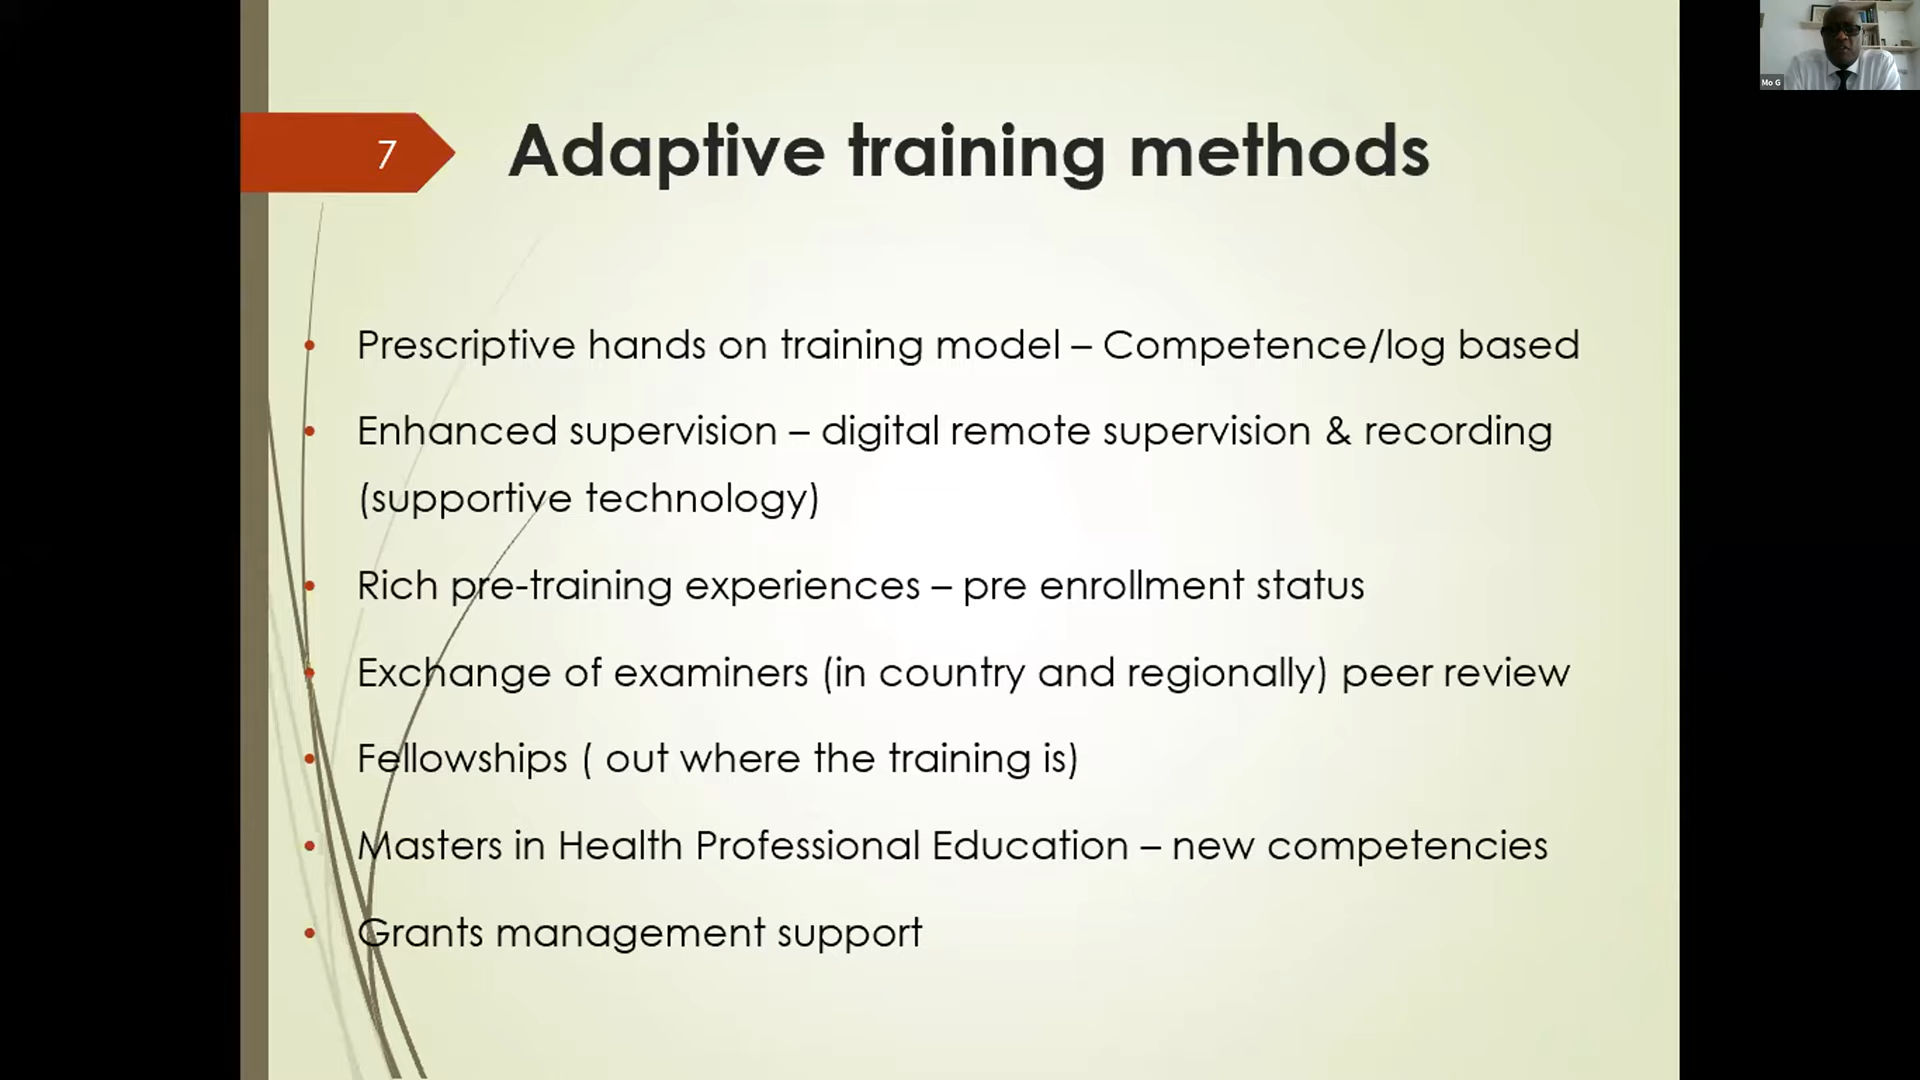 7
Adaptive training methods
• Prescriptive hands on training model – Competence/log based
• Enhanced supervision – digital remote supervision & recording
(supportive technology)
• Rich pre-training experiences – pre enrollment status
• Exchange of examiners (in country and regionally) peer review
• Fellowships ( out where the training is)
• Masters in Health Professional Education – new competencies
• Grants management support
Mo G